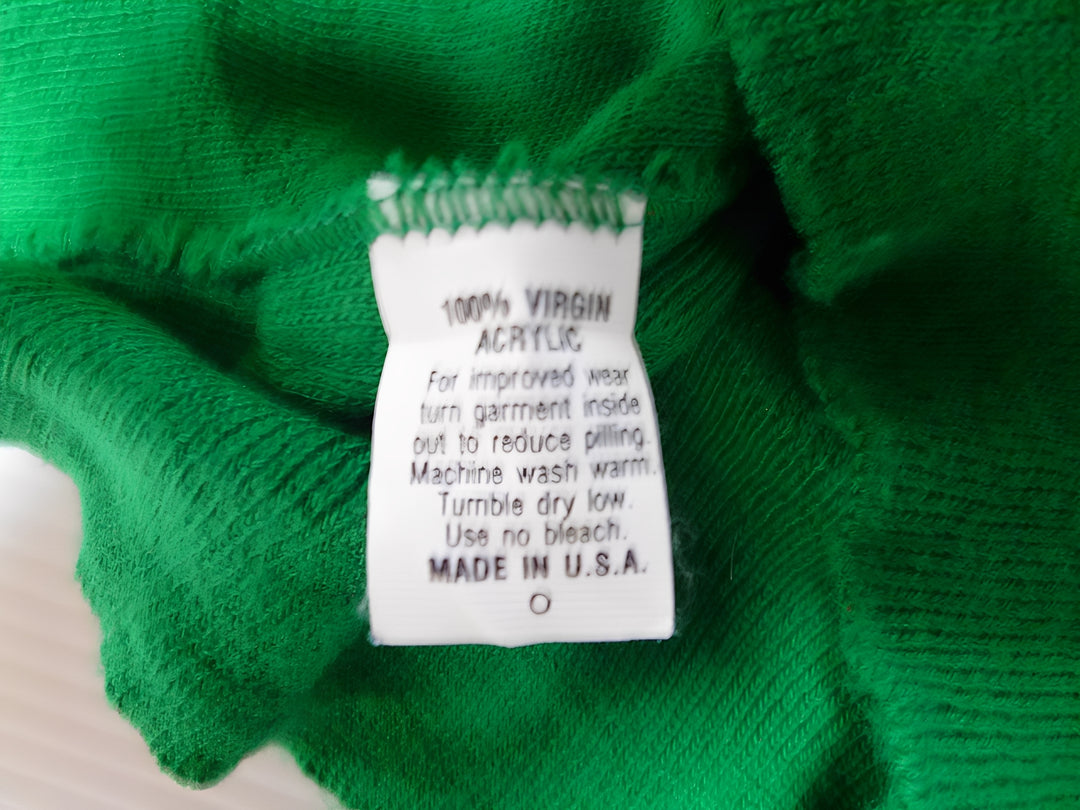 100% VIRGIN
ACRYLIC
For improved wear
turn garment inside
out to reduce pilling.
Machine wash warm.
Tumble dry low.
Use no bleach.
MADE IN U.S.A.
O